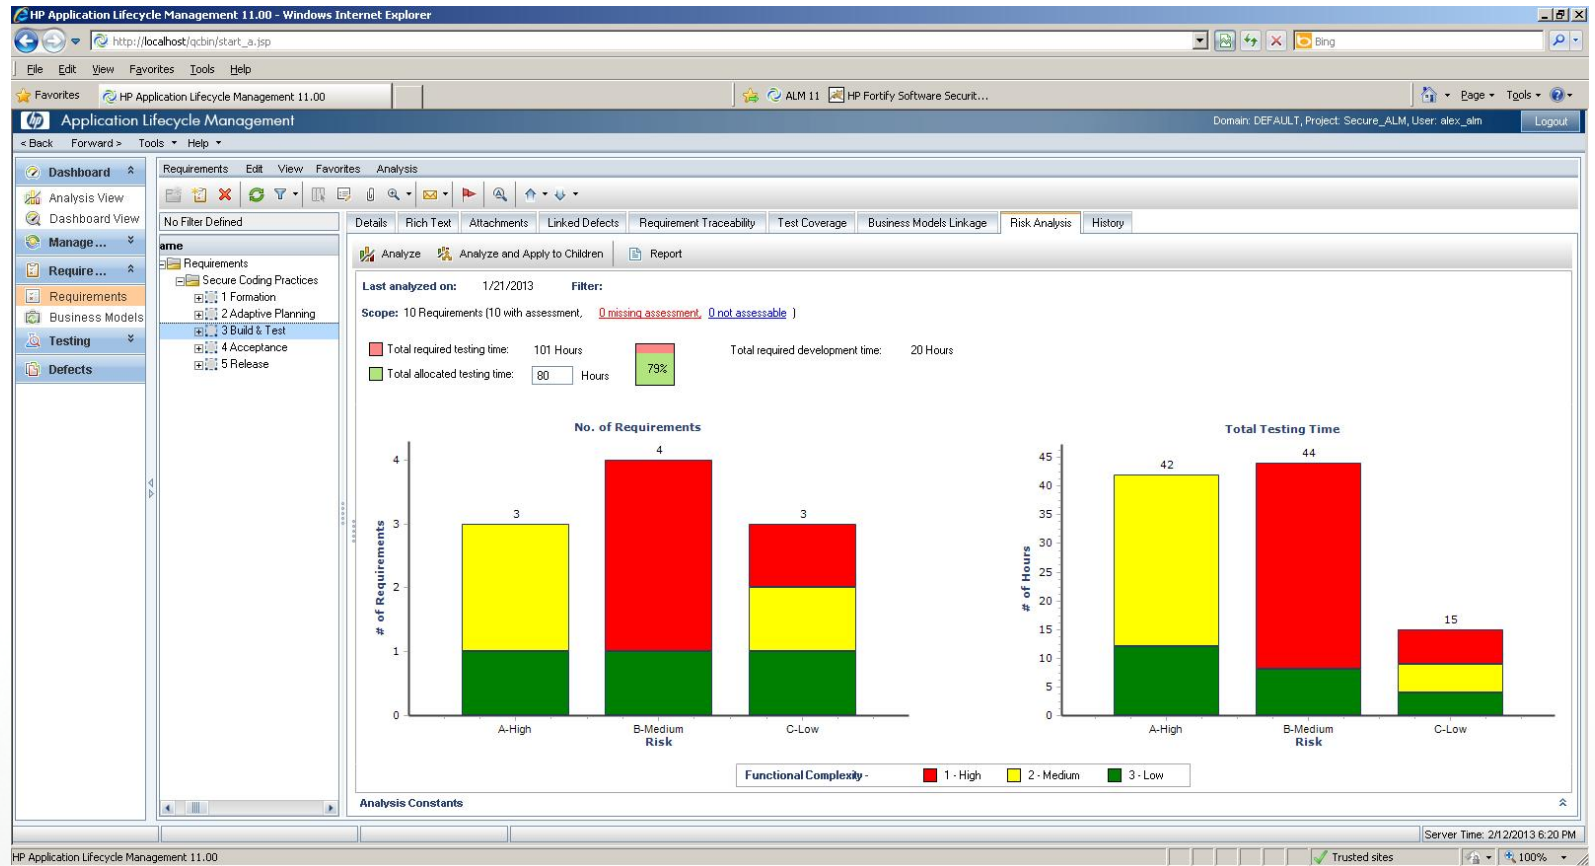 HP Application Lifecycle Management 11.00 - Windows Internet Explorer
http://localhost/qcbin/start_a.jsp
Bing
File Edit View Favorites Tools Help
Favorites HP Application Lifecycle Management 11.00 ALM 11 HP Fortify Software Securit... Page Tools
hp Application Lifecycle Management Domain: DEFAULT, Project: Secure_ALM, User: alex_alm Logout
< Back Forward > Tools Help
Dashboard
Analysis View
Dashboard View
Manage...
Require...
Requirements
Business Models
Testing
Defects
Requirements Edit View Favorites Analysis
No Filter Defined
ame
Requirements
Secure Coding Practices
1 Formation
2 Adaptive Planning
3 Build & Test
4 Acceptance
5 Release
Details Rich Text Attachments Linked Defects Requirement Traceability Test Coverage Business Models Linkage Risk Analysis History
Analyze Analyze and Apply to Children Report
Last analyzed on: 1/21/2013 Filter:
Scope: 10 Requirements (10 with assessment, 0 missing assessment, 0 not assessable )
Total required testing time: 101 Hours Total required development time: 20 Hours
79%
Total allocated testing time: 80 Hours
No. of Requirements
4
3
2
1
0
# of Requirements
3
4
3
A-High B-Medium C-Low
Risk
Total Testing Time
45
40
35
30
25
20
15
10
5
0
# of Hours
42
44
15
A-High B-Medium C-Low
Risk
Functional Complexity - 1 - High 2 - Medium 3 - Low
Analysis Constants
Server Time: 2/12/2013 6:20 PM
HP Application Lifecycle Management 11.00 Trusted sites 100%